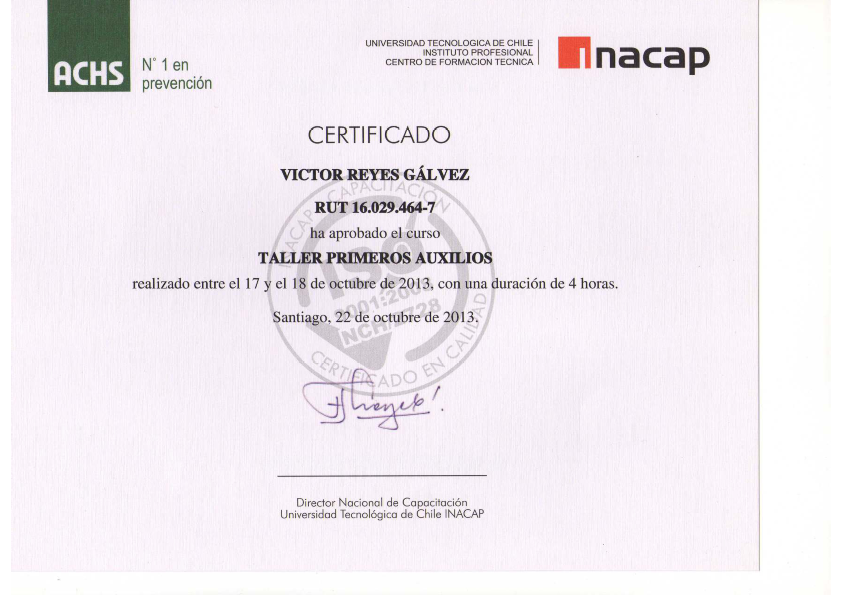 ACHS
N° 1 en
prevención
UNIVERSIDAD TECNOLOGICA DE CHILE
INSTITUTO PROFESIONAL
CENTRO DE FORMACION TECNICA
inacap
CERTIFICADO
VICTOR REYES GÁLVEZ
RUT 16.029.464-7
ha aprobado el curso
TALLER PRIMEROS AUXILIOS
realizado entre el 17 y el 18 de octubre de 2013, con una duración de 4 horas.
Santiago, 22 de octubre de 2013.
INACAP CAPACITACIÓN
ISO
NCH/2728
CERTIFICADO EN CALIDAD
Director Nacional de Capacitación
Universidad Tecnológica de Chile INACAP